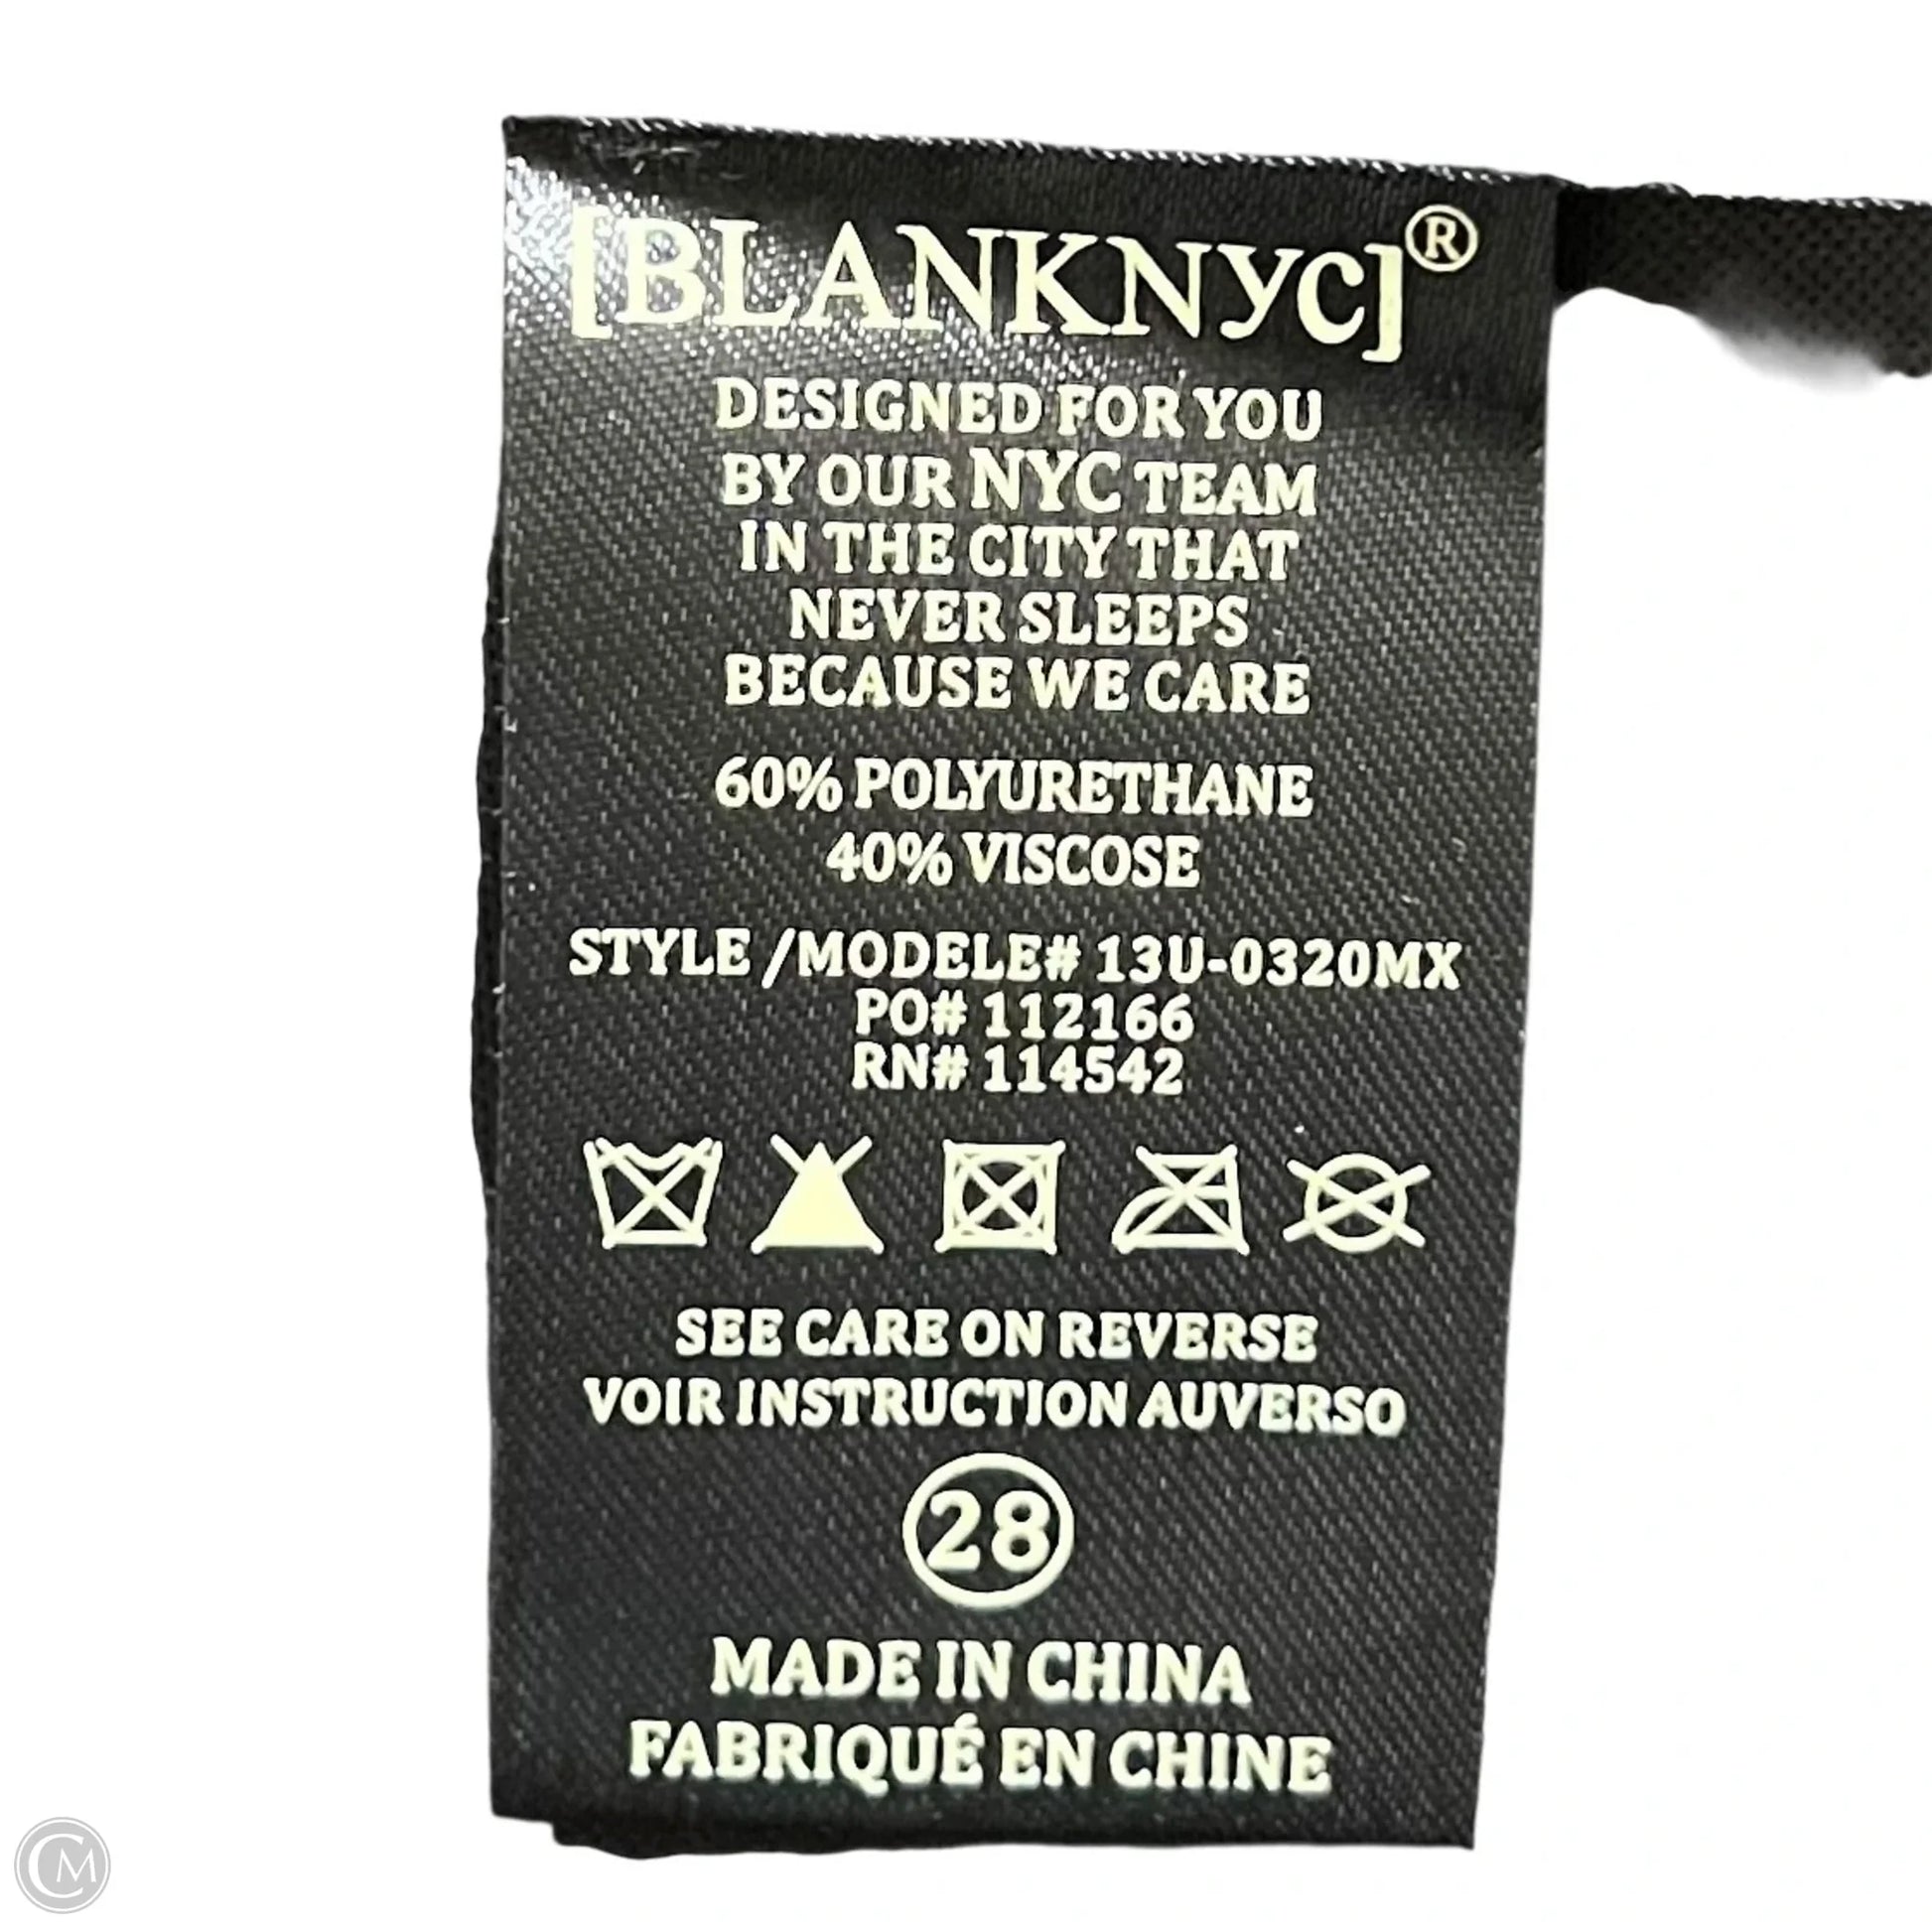 [BLANKNYC]®
DESIGNED FOR YOU
BY OUR NYC TEAM
IN THE CITY THAT
NEVER SLEEPS
BECAUSE WE CARE
60% POLYURETHANE
40% VISCOSE
STYLE /MODELE# 13U-0320MX
PO# 112166
RN# 114542
SEE CARE ON REVERSE
VOIR INSTRUCTION AUVERSO
28
MADE IN CHINA
FABRIQUÉ EN CHINE
CM